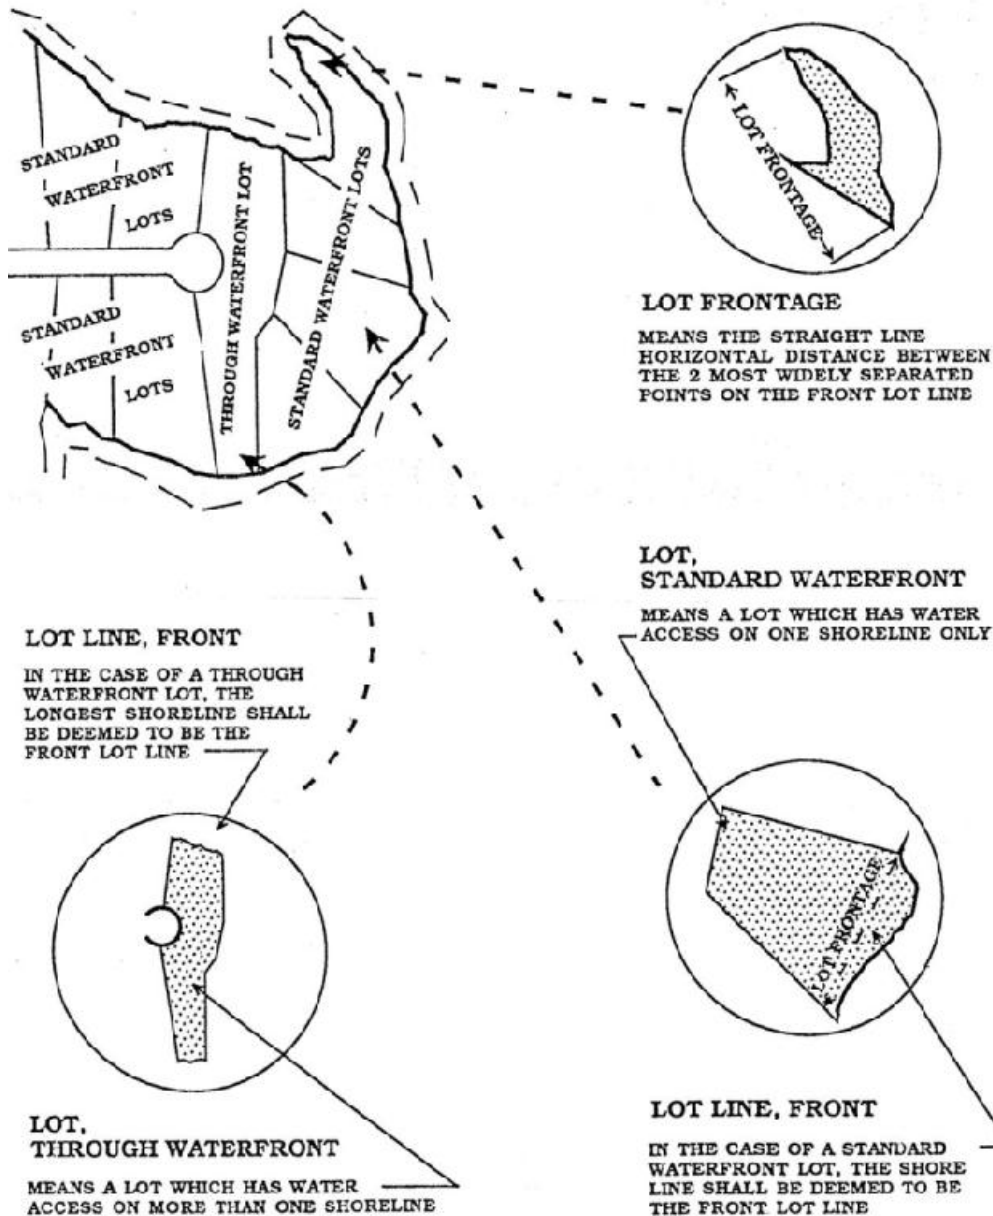 STANDARD
WATERFRONT
LOTS
STANDARD
WATERFRONT
LOTS
THROUGH WATERFRONT LOT
STANDARD WATERFRONT LOTS
LOT FRONTAGE
LOT FRONTAGE
MEANS THE STRAIGHT LINE
HORIZONTAL DISTANCE BETWEEN
THE 2 MOST WIDELY SEPARATED
POINTS ON THE FRONT LOT LINE
LOT,
STANDARD WATERFRONT
MEANS A LOT WHICH HAS WATER
ACCESS ON ONE SHORELINE ONLY
LOT LINE, FRONT
IN THE CASE OF A THROUGH
WATERFRONT LOT, THE
LONGEST SHORELINE SHALL
BE DEEMED TO BE THE
FRONT LOT LINE
LOT FRONTAGE
LOT,
THROUGH WATERFRONT
MEANS A LOT WHICH HAS WATER
ACCESS ON MORE THAN ONE SHORELINE
LOT LINE, FRONT
IN THE CASE OF A STANDARD
WATERFRONT LOT, THE SHORE
LINE SHALL BE DEEMED TO BE
THE FRONT LOT LINE